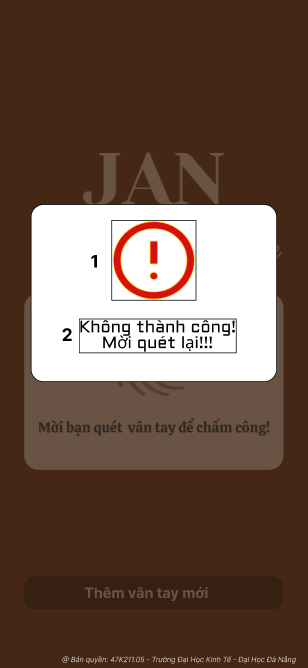 JAN
1
2
Không thành công!
Mời quét lại!!!
Mời bạn quét vân tay để chấm công!
Thêm vân tay mới
@ Bản quyền: 47K211.05 - Trường Đại Học Kinh Tế - Đại Học Đà Nẵng